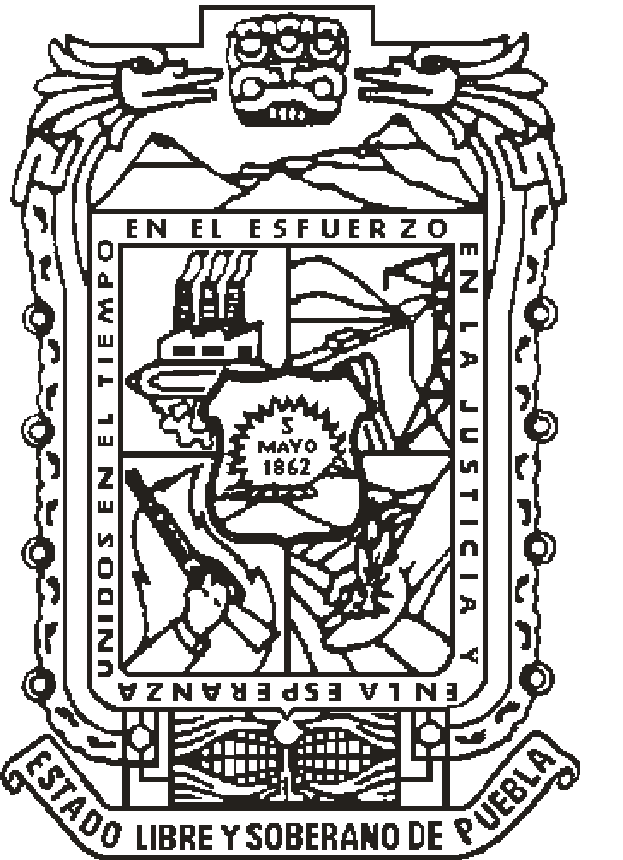 UNIDOS EN EL TIEMPO
EN EL ESFUERZO
EN LA JUSTICIA Y
EN LA ESPERANZA
5
MAYO
1862
ESTADO LIBRE Y SOBERANO DE PUEBLA